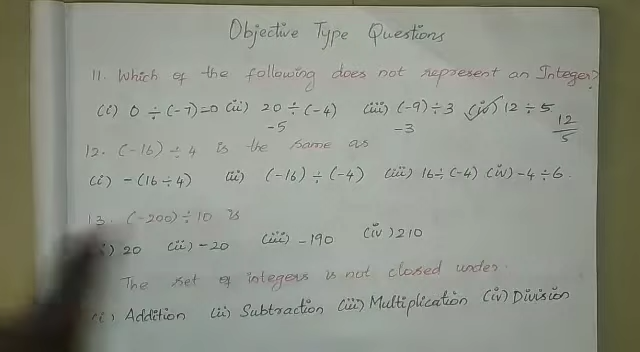 Objective Type Questions
11. Which of the following does not represent an Integer?
(i) 0 ÷ (-7)=0 (ii) 20 ÷ (-4) (iii) (-9) ÷ 3 (iv) 12 ÷ 5
-5 -3 12/5
12. (-16) ÷ 4 is the same as
(i) -(16 ÷ 4) (ii) (-16) ÷ (-4) (iii) 16 ÷ (-4) (iv) -4 ÷ 6.
13. (-200) ÷ 10 is
(i) 20 (ii) -20 (iii) -190 (iv) 210
The set of integers is not closed under.
(i) Addition (ii) Subtraction (iii) Multiplication (iv) Division